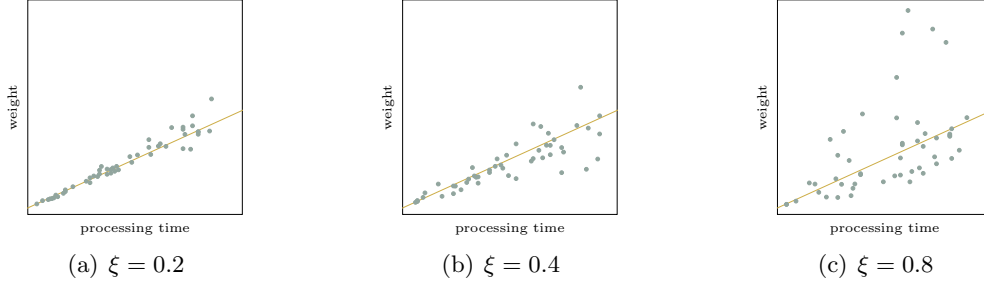 weight
processing time
(a) ξ = 0.2
weight
processing time
(b) ξ = 0.4
weight
processing time
(c) ξ = 0.8